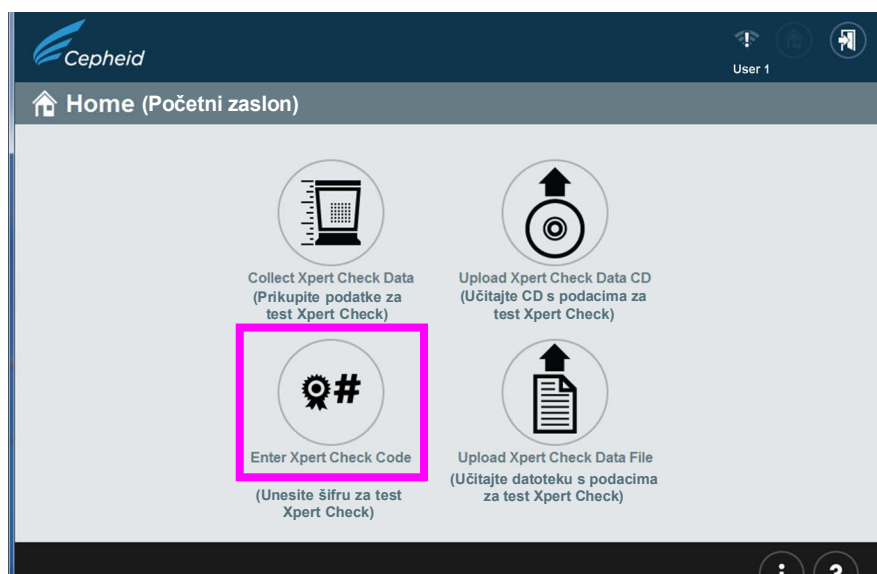 Cepheid
User 1
Home (Početni zaslon)
Collect Xpert Check Data
(Prikupite podatke za
test Xpert Check)
Upload Xpert Check Data CD
(Učitajte CD s podacima za
test Xpert Check)
#
Enter Xpert Check Code
(Unesite šifru za test
Xpert Check)
Upload Xpert Check Data File
(Učitajte datoteku s podacima
za test Xpert Check)
i ?